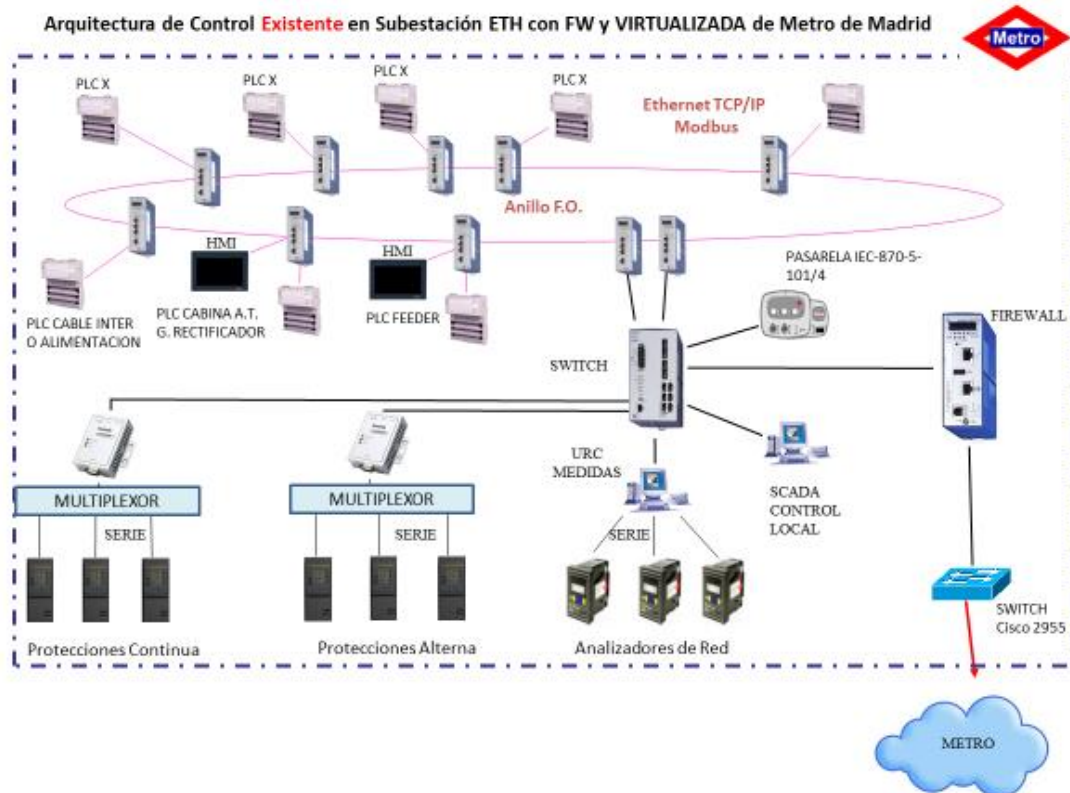 Arquitectura de Control Existente en Subestación ETH con FW y VIRTUALIZADA de Metro de Madrid
Metro
PLC X
PLC X
PLC X
PLC X
Ethernet TCP/IP
Modbus
Anillo F.O.
HMI
HMI
PLC CABLE INTER
O ALIMENTACION
PLC CABINA A.T.
G. RECTIFICADOR
PLC FEEDER
PASARELA IEC-870-5-
101/4
FIREWALL
SWITCH
URC
MEDIDAS
SCADA
CONTROL
LOCAL
MULTIPLEXOR
SERIE
MULTIPLEXOR
SERIE
SERIE
Protecciones Continua
Protecciones Alterna
Analizadores de Red
SWITCH
Cisco 2955
METRO